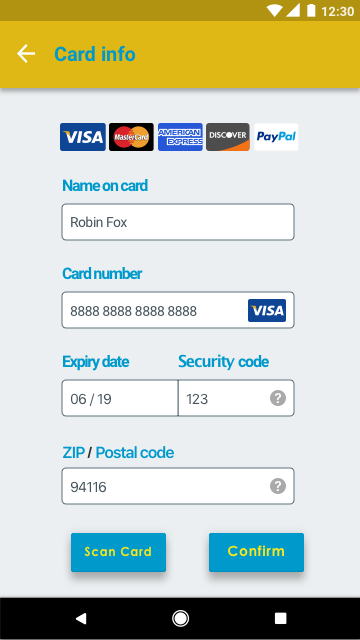 12:30
Card info
VISA MasterCard AMERICAN EXPRESS DISCOVER PayPal
Name on card
Robin Fox
Card number
8888 8888 8888 8888 VISA
Expiry date Security code
06 / 19 123 ?
ZIP / Postal code
94116 ?
Scan Card Confirm